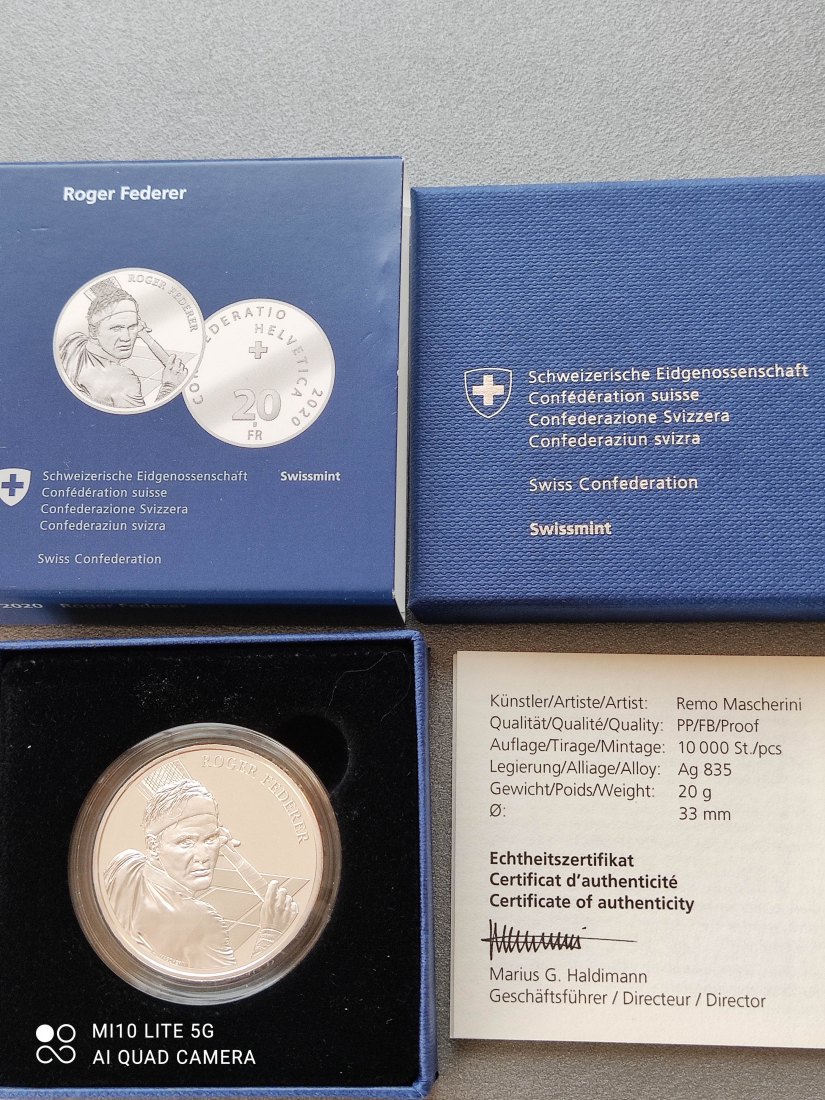 Roger Federer
ROGER FEDERER
CONFEDERATIO
HELVETICA 2020
20
FR
Schweizerische Eidgenossenschaft
Confédération suisse
Confederazione Svizzera
Confederaziun svizra
Swissmint
Swiss Confederation
2020 Roger Federer
Schweizerische Eidgenossenschaft
Confédération suisse
Confederazione Svizzera
Confederaziun svizra
Swiss Confederation
Swissmint
ROGER FEDERER
Künstler/Artiste/Artist: Remo Mascherini
Qualität/Qualité/Quality: PP/FB/Proof
Auflage/Tirage/Mintage: 10 000 St./pcs
Legierung/Alliage/Alloy: Ag 835
Gewicht/Poids/Weight: 20 g
Ø: 33 mm
Echtheitszertifikat
Certificat d'authenticité
Certificate of authenticity
Marius G. Haldimann
Geschäftsführer / Directeur / Director
MI10 LITE 5G
AI QUAD CAMERA